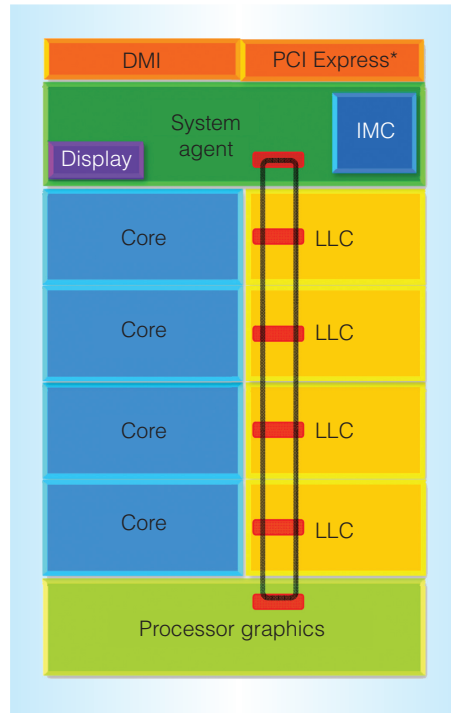 DMI
PCI Express*
System
agent
IMC
Display
Core
LLC
Core
LLC
Core
LLC
Core
LLC
Processor graphics